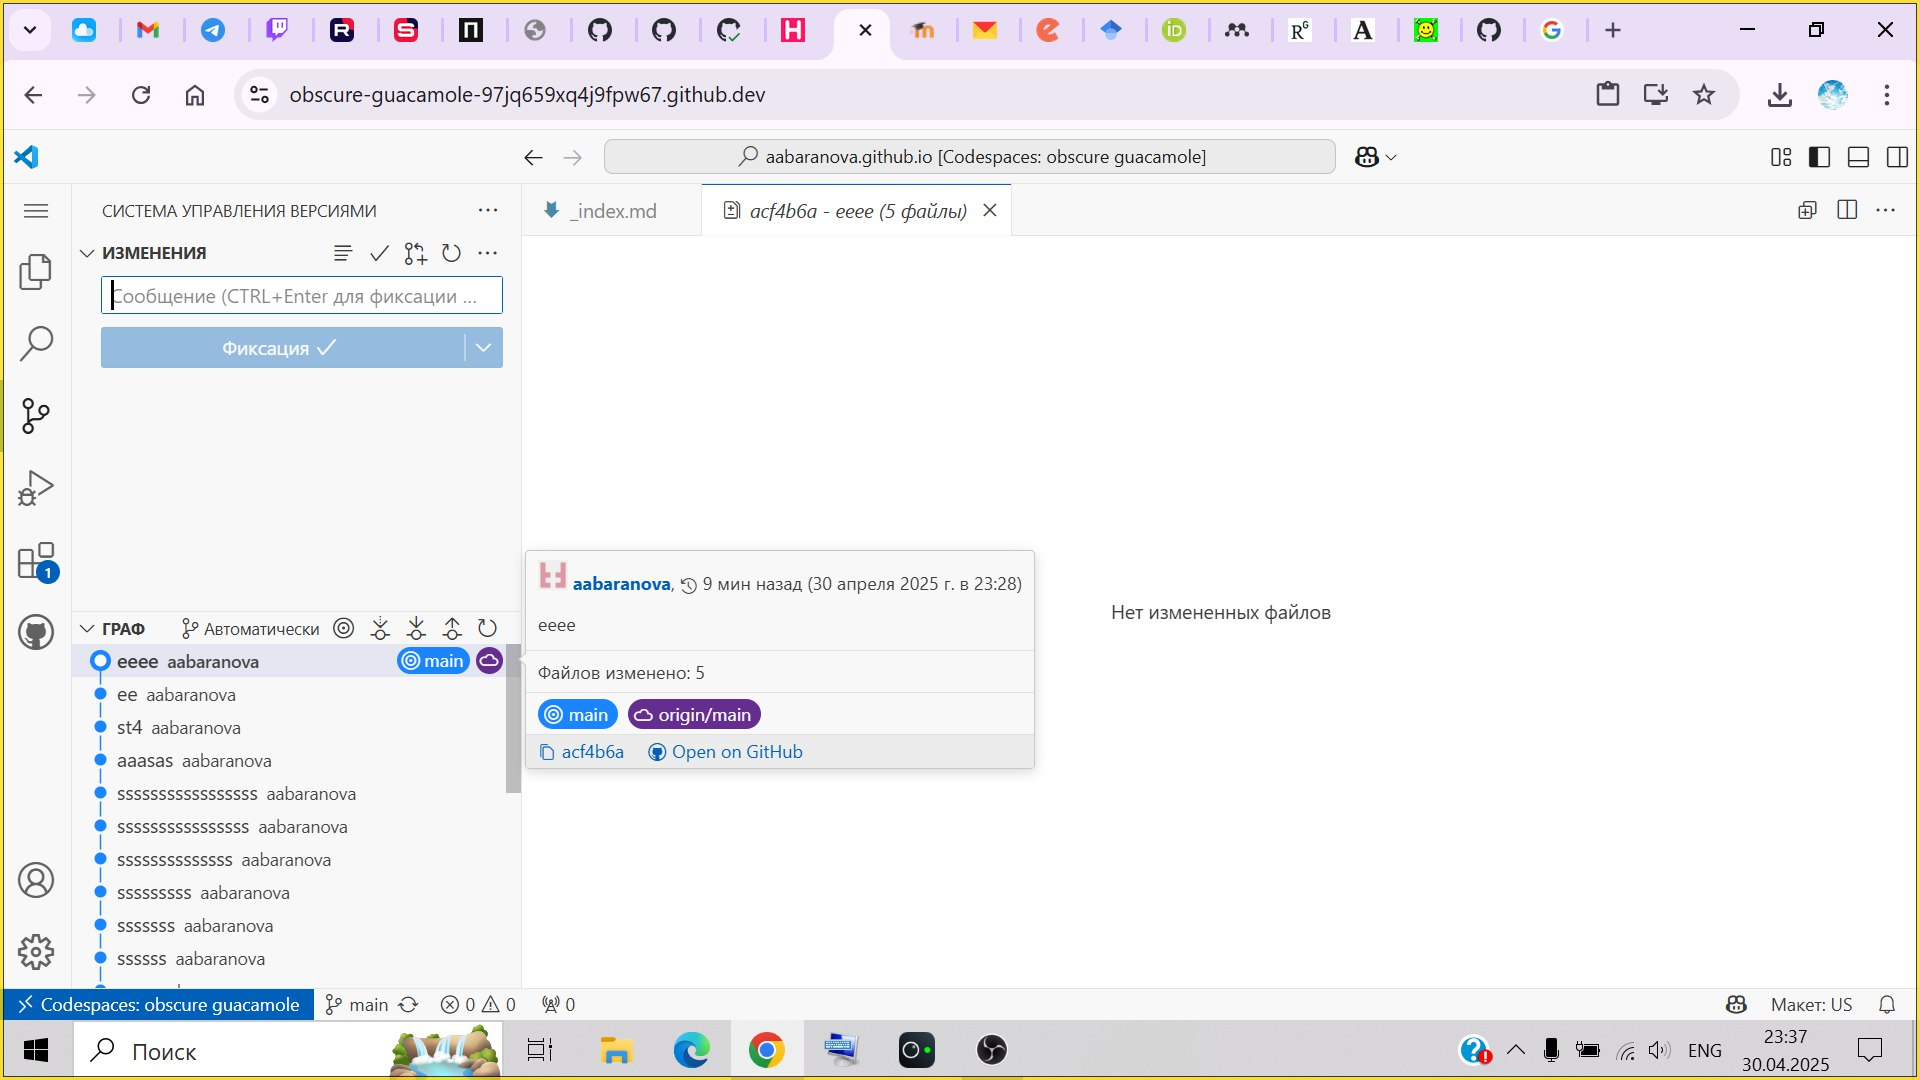 obscure-guacamole-97jq659xq4j9fpw67.github.dev
aabaranova.github.io [Codespaces: obscure guacamole]
СИСТЕМА УПРАВЛЕНИЯ ВЕРСИЯМИ
_index.md
acf4b6a - eeee (5 файлы)
ИЗМЕНЕНИЯ
Сообщение (CTRL+Enter для фиксации ...
Фиксация
1
aabaranova, 9 мин назад (30 апреля 2025 г. в 23:28)
eeee
Файлов изменено: 5
main origin/main
acf4b6a Open on GitHub
Нет измененных файлов
ГРАФ Автоматически
eeee aabaranova main
ee aabaranova
st4 aabaranova
aaasas aabaranova
sssssssssssssssss aabaranova
ssssssssssssssss aabaranova
ssssssssssssss aabaranova
sssssssss aabaranova
sssssss aabaranova
ssssss aabaranova
Codespaces: obscure guacamole main 0 0 0 Макет: US
Поиск
ENG
23:37
30.04.2025